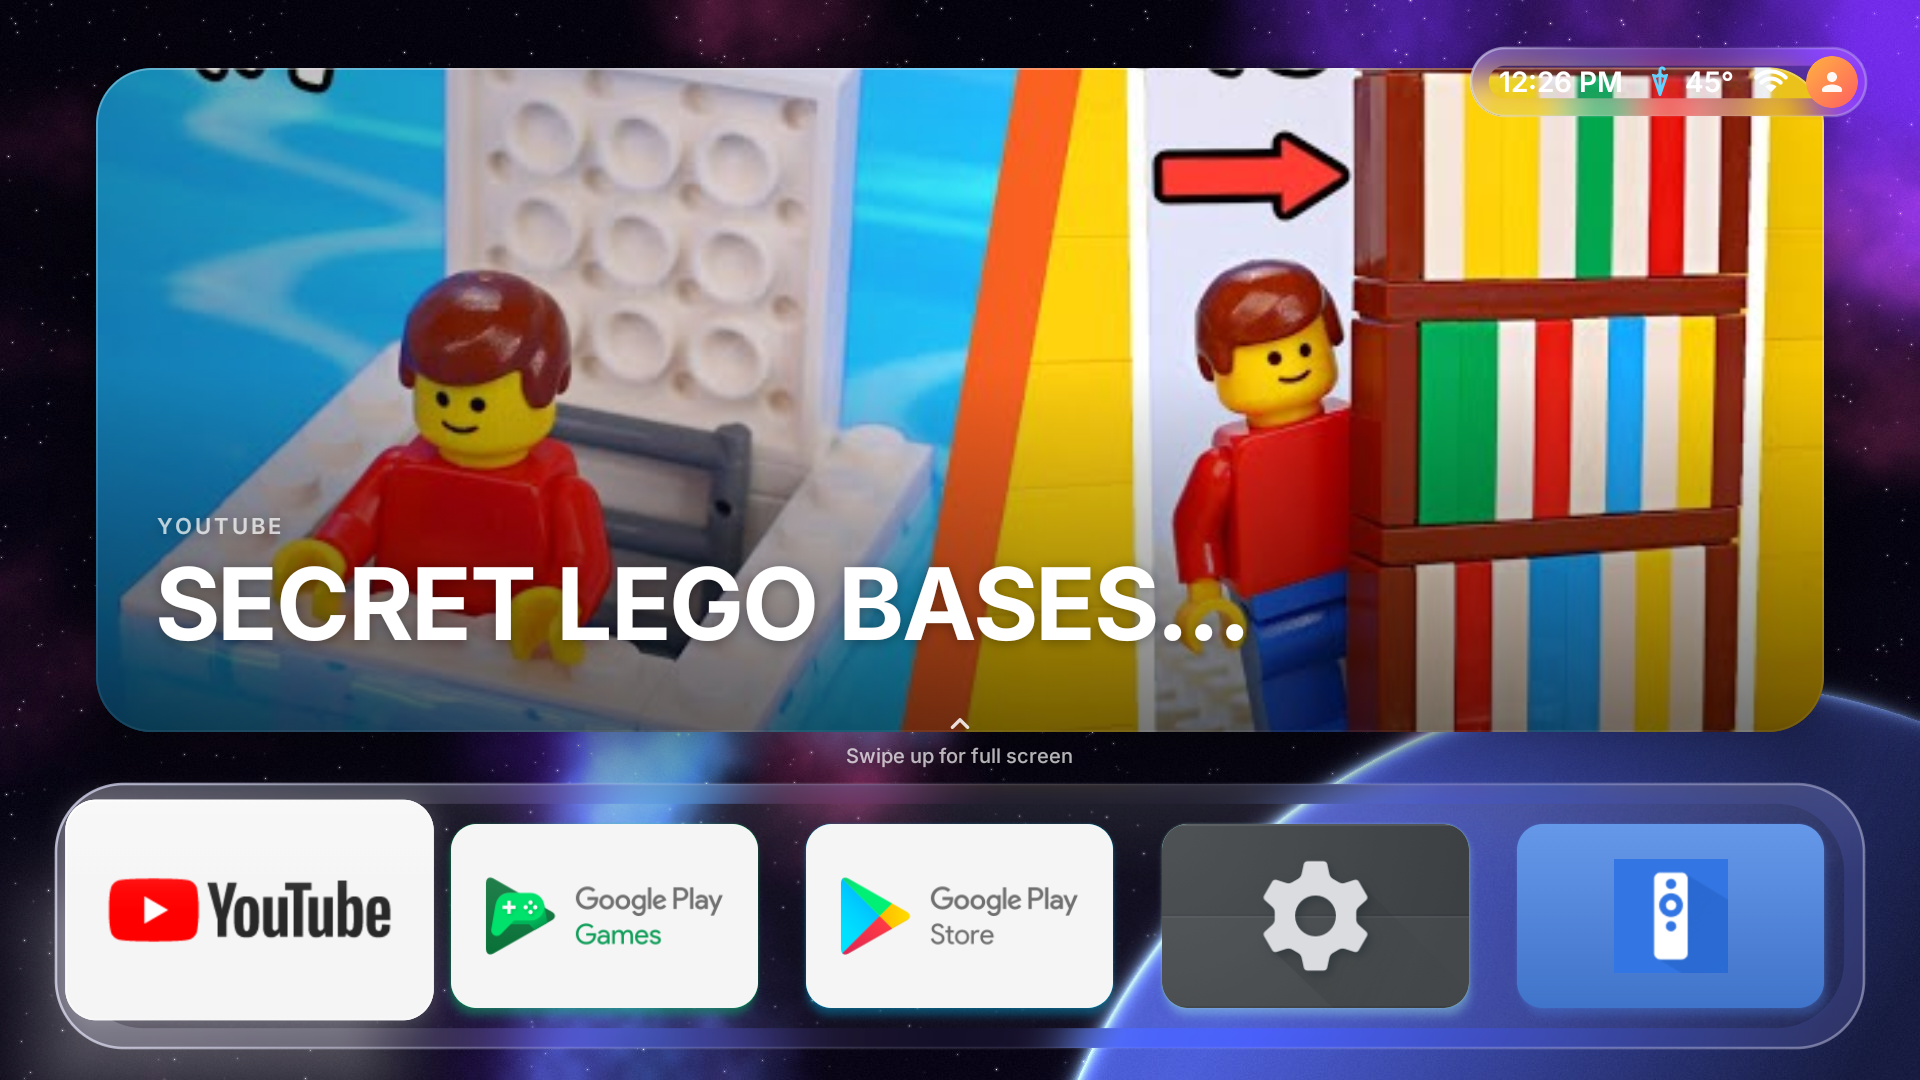 12:26 PM 45°
YOUTUBE
SECRET LEGO BASES...
Swipe up for full screen
YouTube
Google Play
Games
Google Play
Store